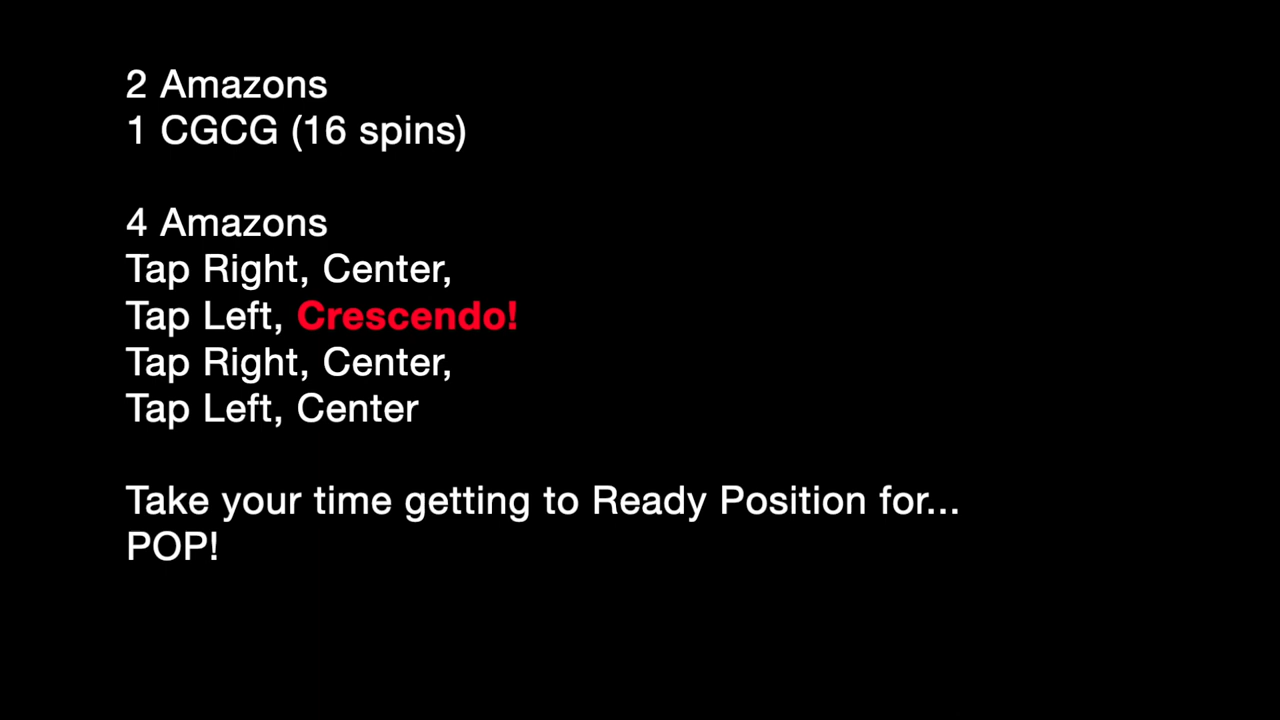 2 Amazons
1 CGCG (16 spins)
4 Amazons
Tap Right, Center,
Tap Left, Crescendo!
Tap Right, Center,
Tap Left, Center
Take your time getting to Ready Position for...
POP!